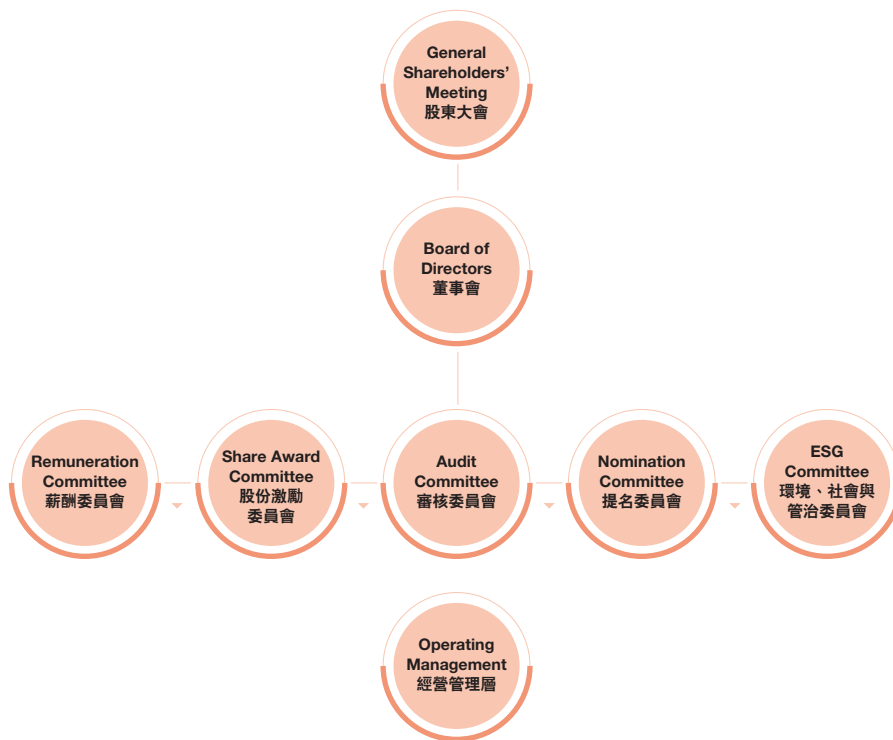 General
Shareholders’
Meeting
股東大會
Board of
Directors
董事會
Remuneration
Committee
薪酬委員會
Share Award
Committee
股份激勵
委員會
Audit
Committee
審核委員會
Nomination
Committee
提名委員會
ESG
Committee
環境、社會與
管治委員會
Operating
Management
經營管理層